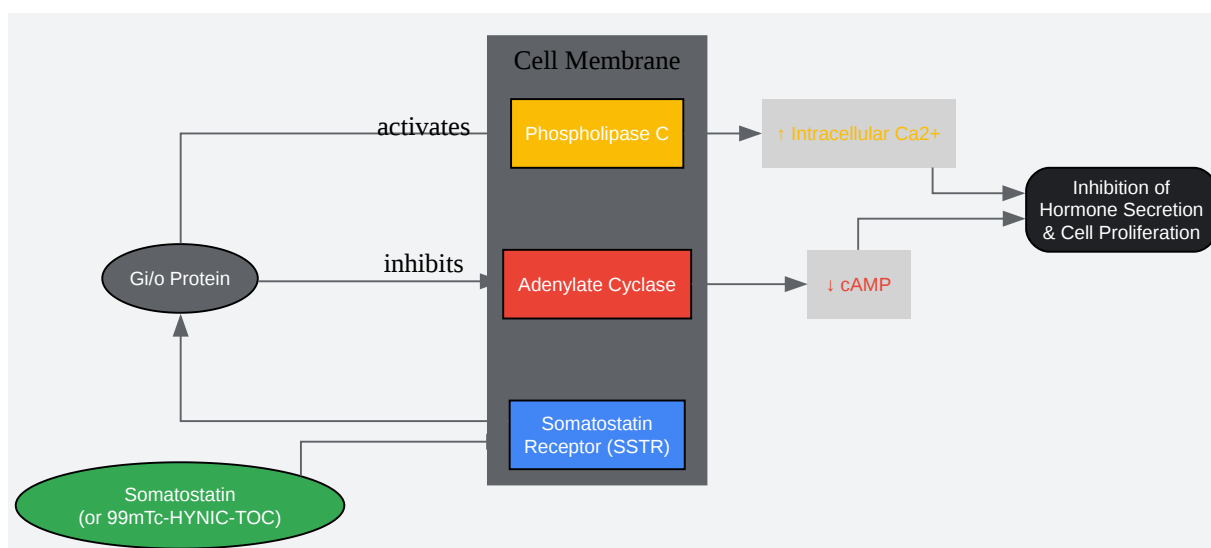 Cell Membrane
activates
Phospholipase C
↑ Intracellular Ca2+
Inhibition of
Hormone Secretion
& Cell Proliferation
Gi/o Protein
inhibits
Adenylate Cyclase
↓ cAMP
Somatostatin
Receptor (SSTR)
Somatostatin
(or 99mTc-HYNIC-TOC)